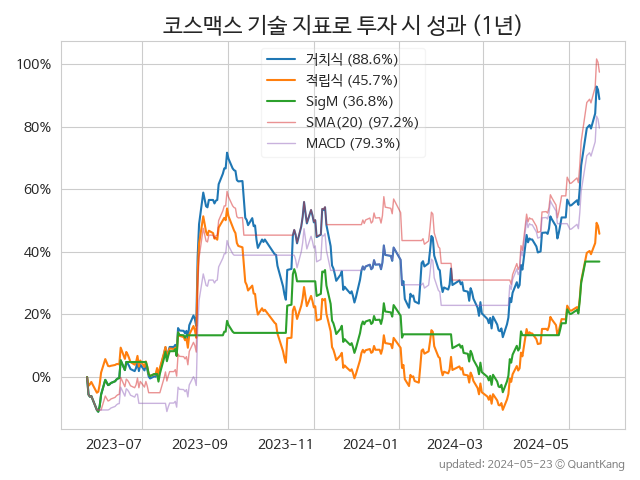 코스맥스 기술 지표로 투자 시 성과 (1년)
거치식 (88.6%)
적립식 (45.7%)
SigM (36.8%)
SMA(20) (97.2%)
MACD (79.3%)
100%
80%
60%
40%
20%
0%
2023-07 2023-09 2023-11 2024-01 2024-03 2024-05
updated: 2024-05-23 ⓒ QuantKang